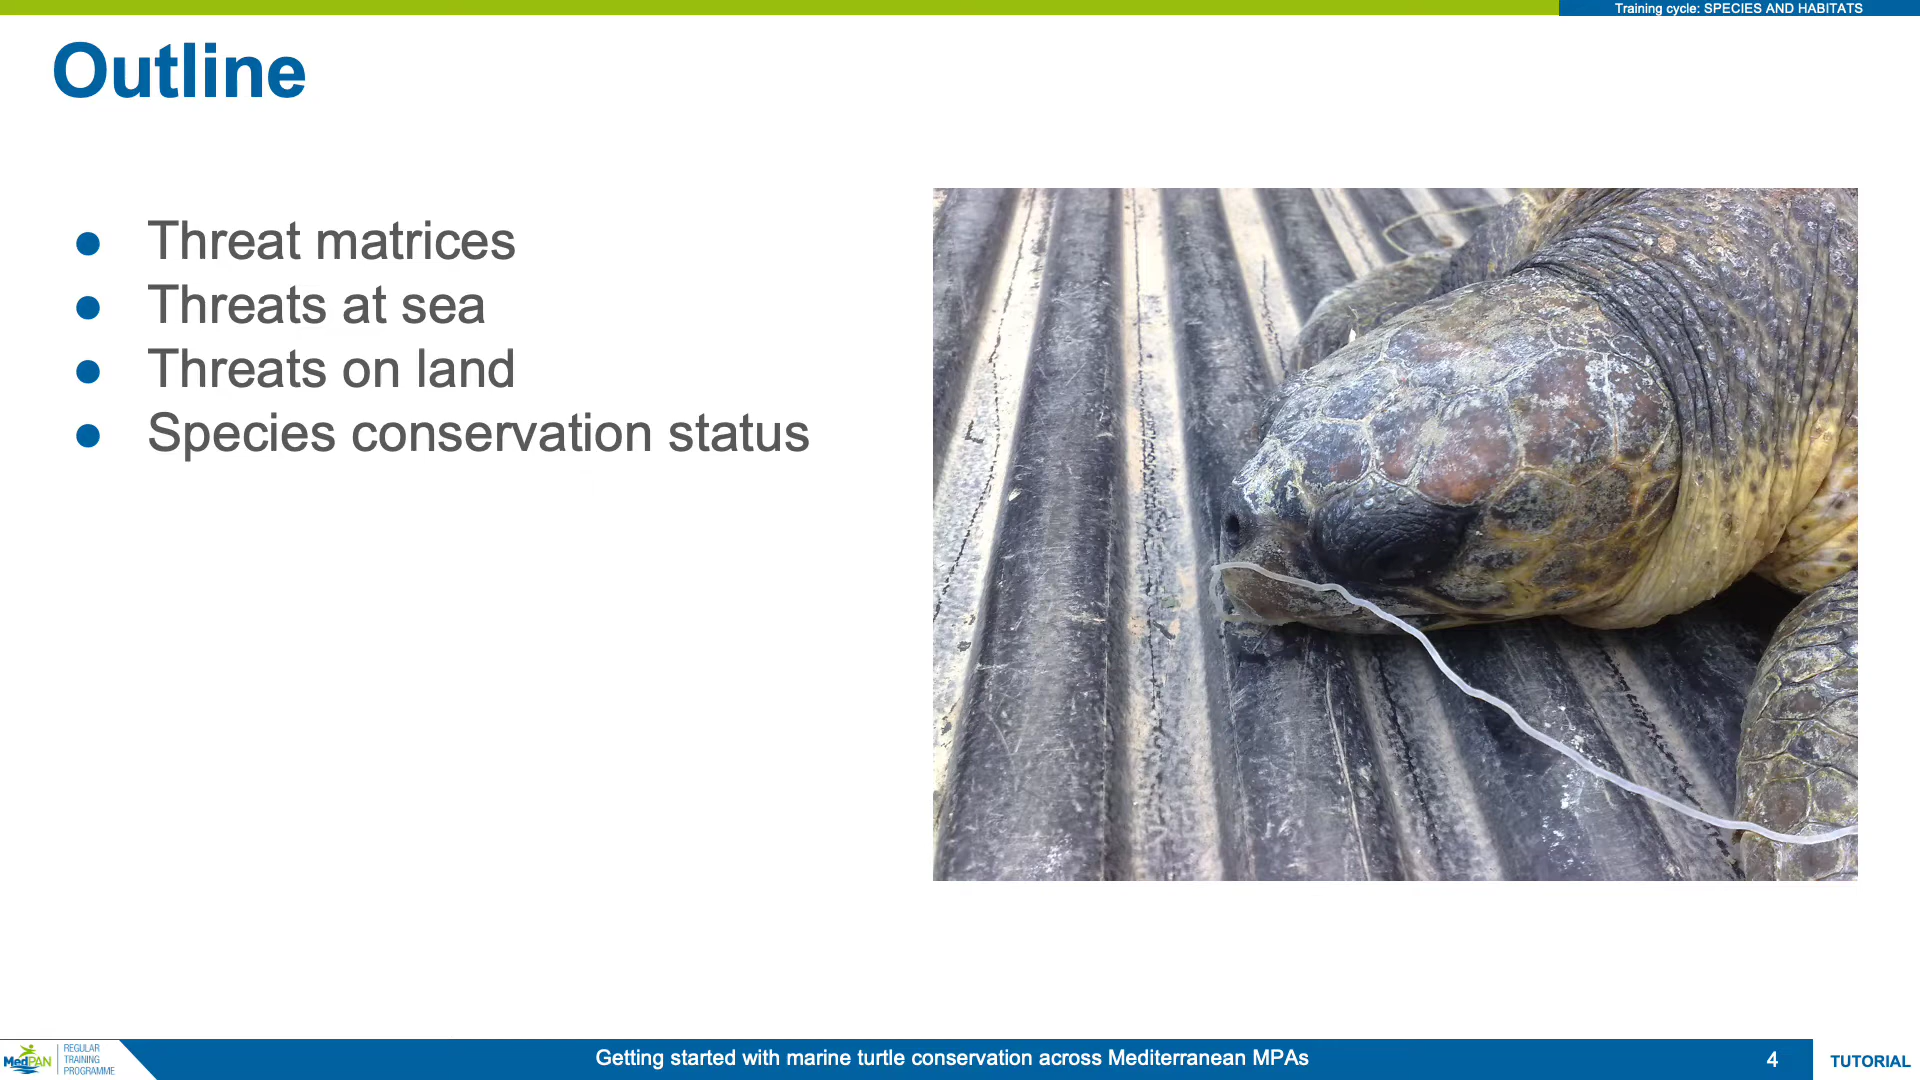 Training cycle: SPECIES AND HABITATS
Outline
● Threat matrices
● Threats at sea
● Threats on land
● Species conservation status
MedPAN
REGULAR
TRAINING
PROGRAMME
Getting started with marine turtle conservation across Mediterranean MPAs
4
TUTORIAL